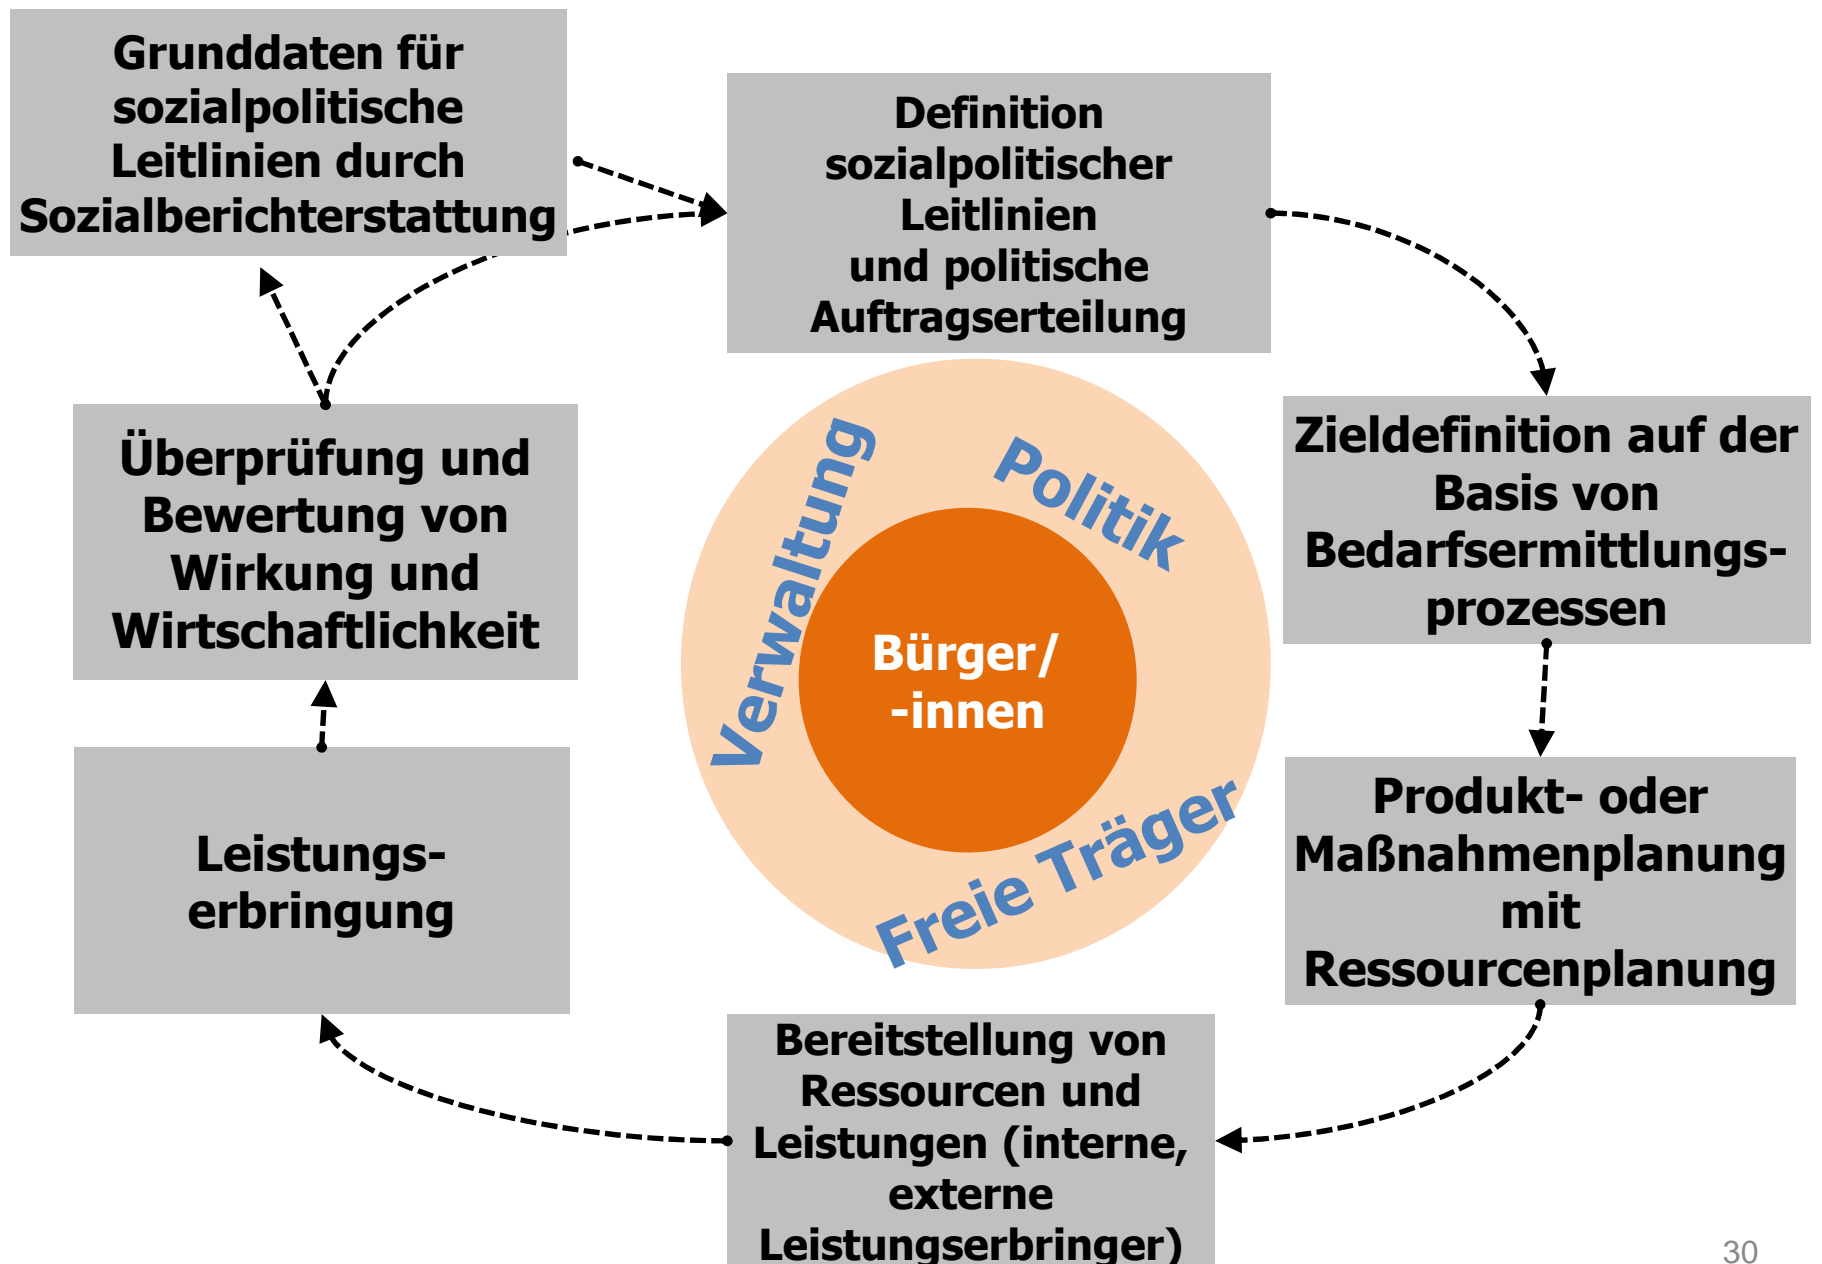 Grunddaten für
sozialpolitische
Leitlinien durch
Sozialberichterstattung
Definition
sozialpolitischer
Leitlinien
und politische
Auftragserteilung
Zieldefinition auf der
Basis von
Bedarfsermittlungs-
prozessen
Produkt- oder
Maßnahmenplanung
mit
Ressourcenplanung
Bereitstellung von
Ressourcen und
Leistungen (interne,
externe
Leistungserbringer)
Leistungs-
erbringung
Überprüfung und
Bewertung von
Wirkung und
Wirtschaftlichkeit
Verwaltung
Politik
Freie Träger
Bürger/
-innen
30